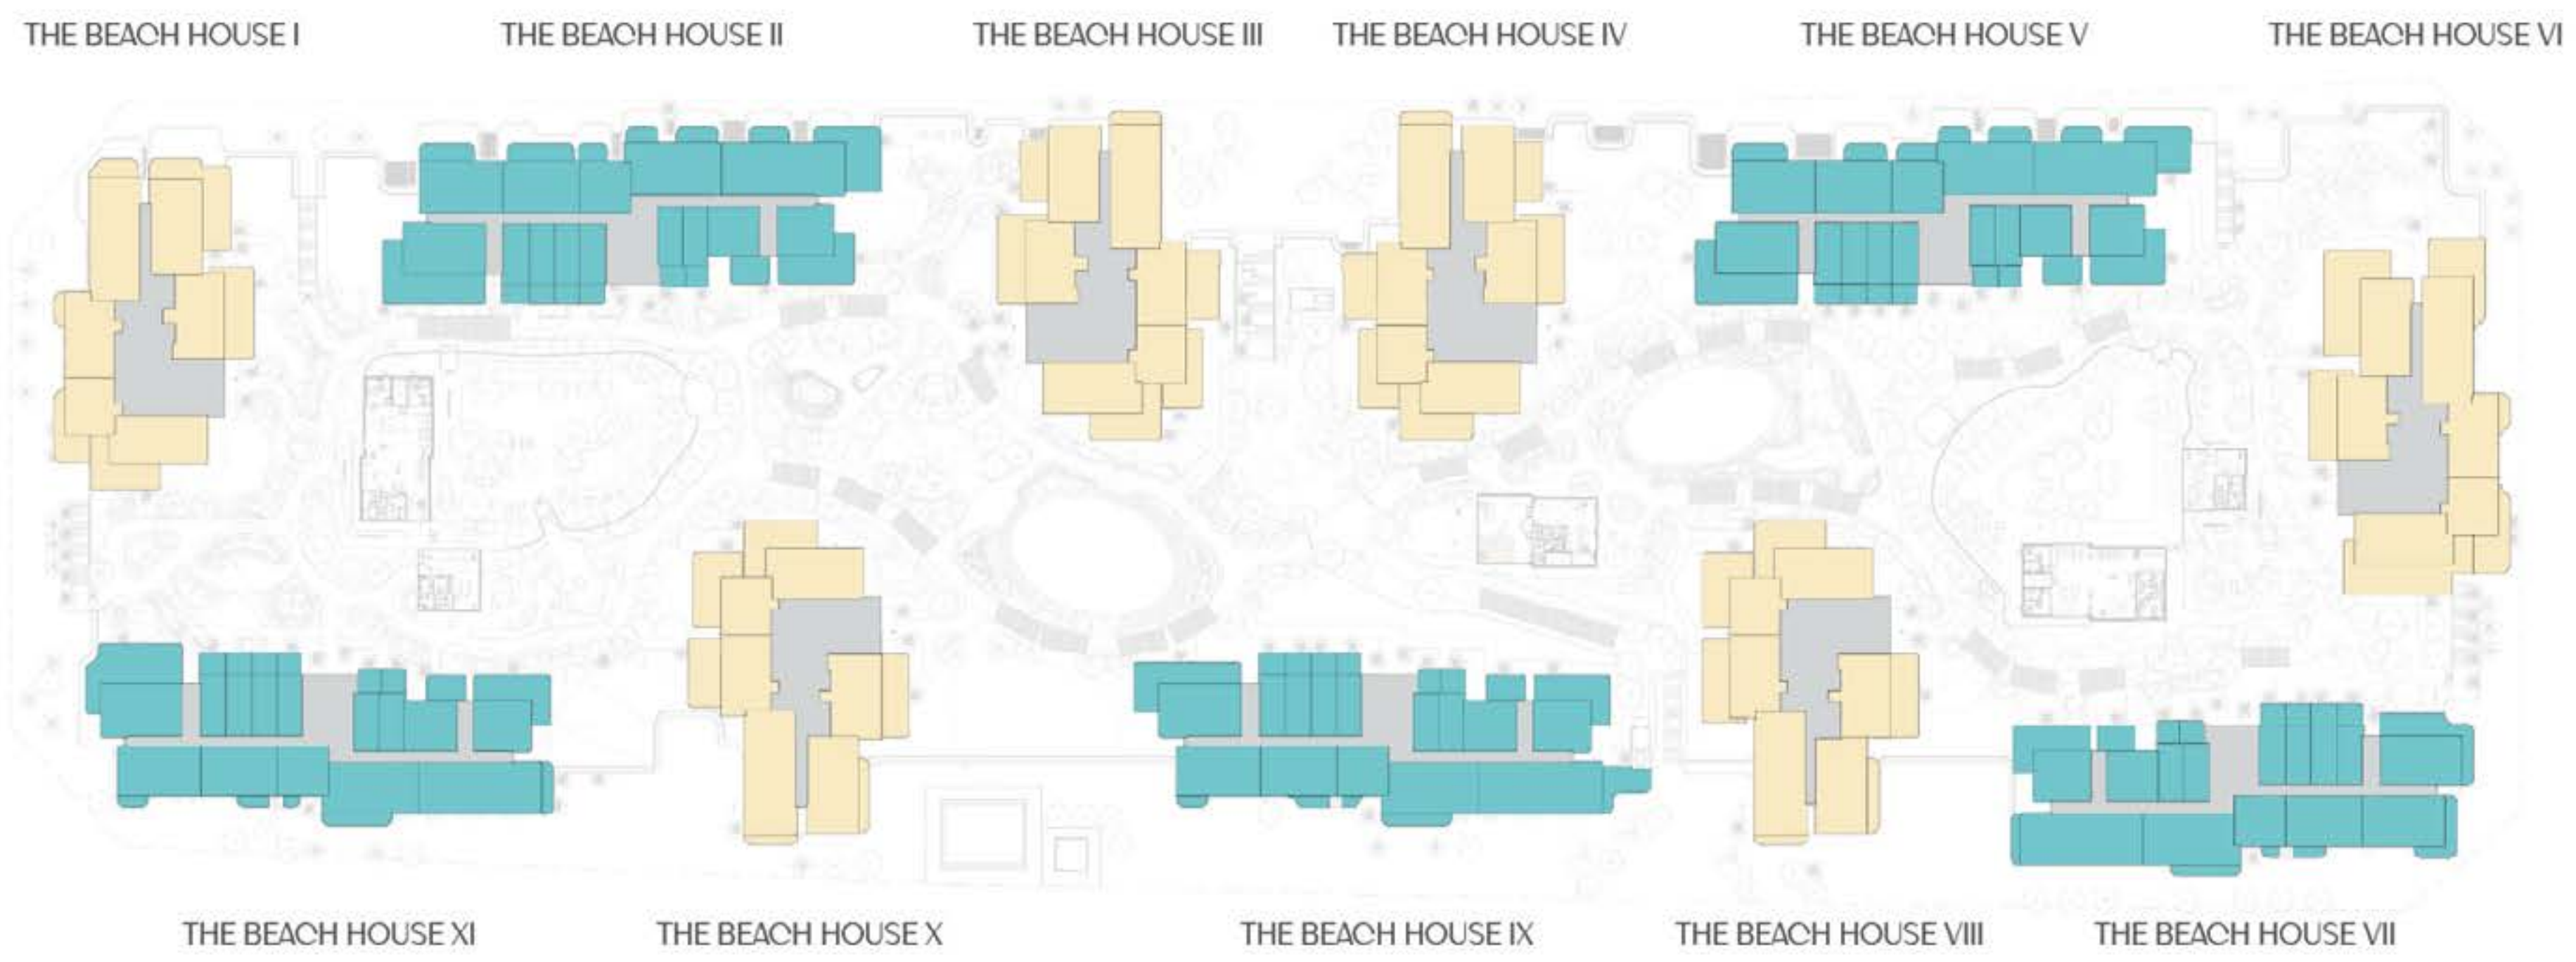 THE BEACH HOUSE I
THE BEACH HOUSE II
THE BEACH HOUSE III
THE BEACH HOUSE IV
THE BEACH HOUSE V
THE BEACH HOUSE VI
THE BEACH HOUSE XI
THE BEACH HOUSE X
THE BEACH HOUSE IX
THE BEACH HOUSE VIII
THE BEACH HOUSE VII